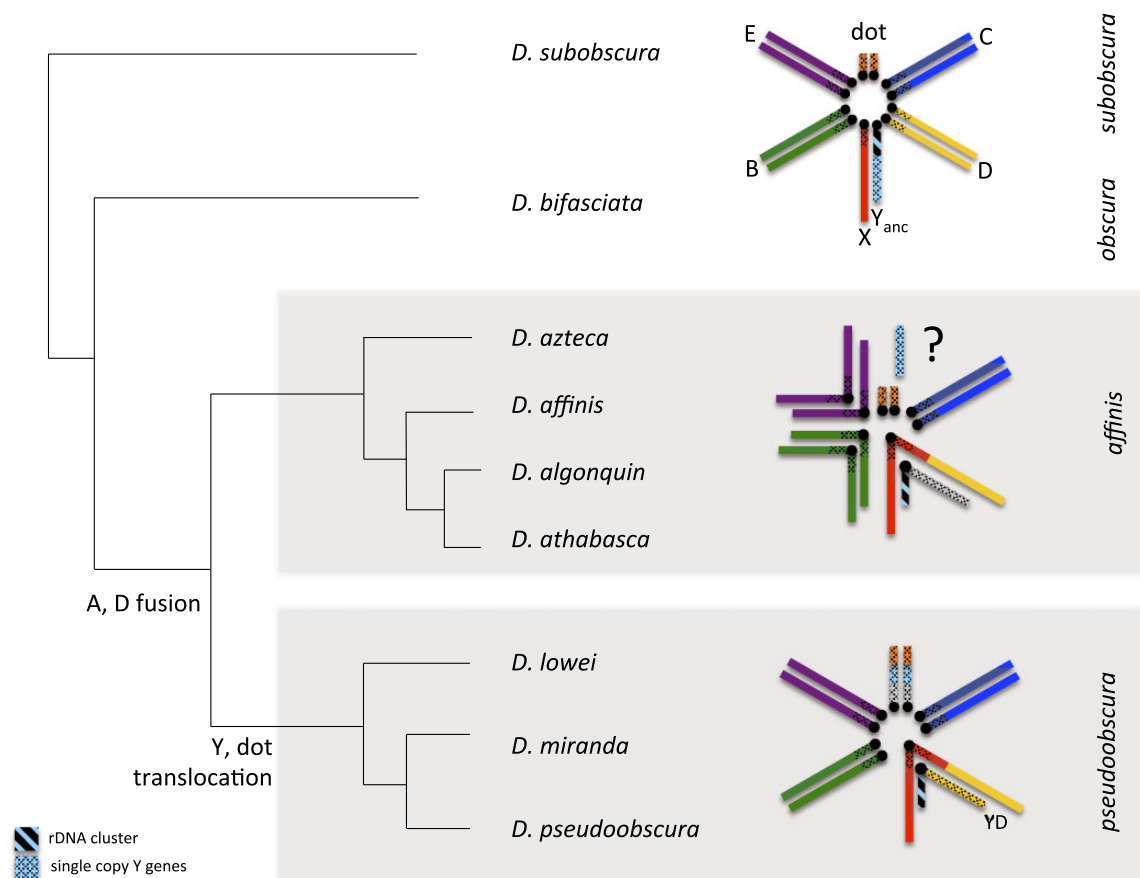 D. subobscura
E
dot
C
B
D
Y anc
X
subobscura
D. bifasciata
obscura
D. azteca
?
D. affinis
D. algonquin
D. athabasca
affinis
A, D fusion
D. lowei
Y, dot
translocation
D. miranda
D. pseudoobscura
YD
pseudoobscura
rDNA cluster
single copy Y genes